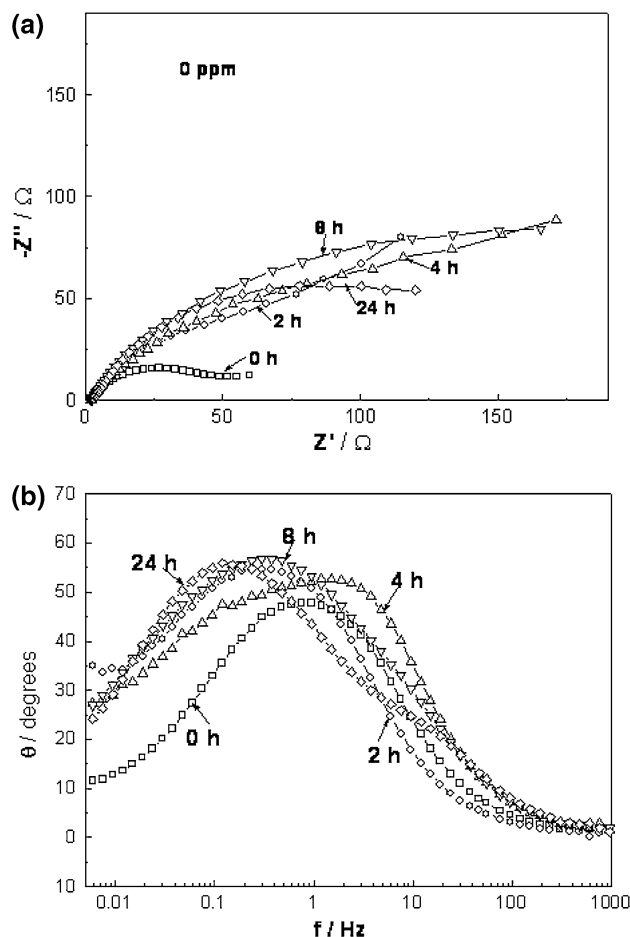 (a)
0 ppm
150
100
50
0
-Z" / Ω
8 h
4 h
24 h
2 h
0 h
0 50 100 150
Z' / Ω
(b)
70
60
50
40
30
20
10
0
10
θ / degrees
24 h
8 h
4 h
0 h
2 h
0.01 0.1 1 10 100 1000
f / Hz